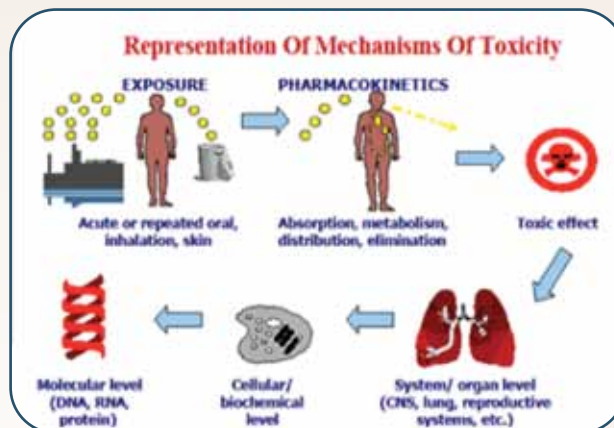 Representation Of Mechanisms Of Toxicity
EXPOSURE
PHARMACOKINETICS
Acute or repeated oral,
inhalation, skin
Absorption, metabolism,
distribution, elimination
Toxic effect
Molecular level
(DNA, RNA,
protein)
Cellular/
biochemical
level
System/ organ level
(CNS, lung, reproductive
systems, etc.)